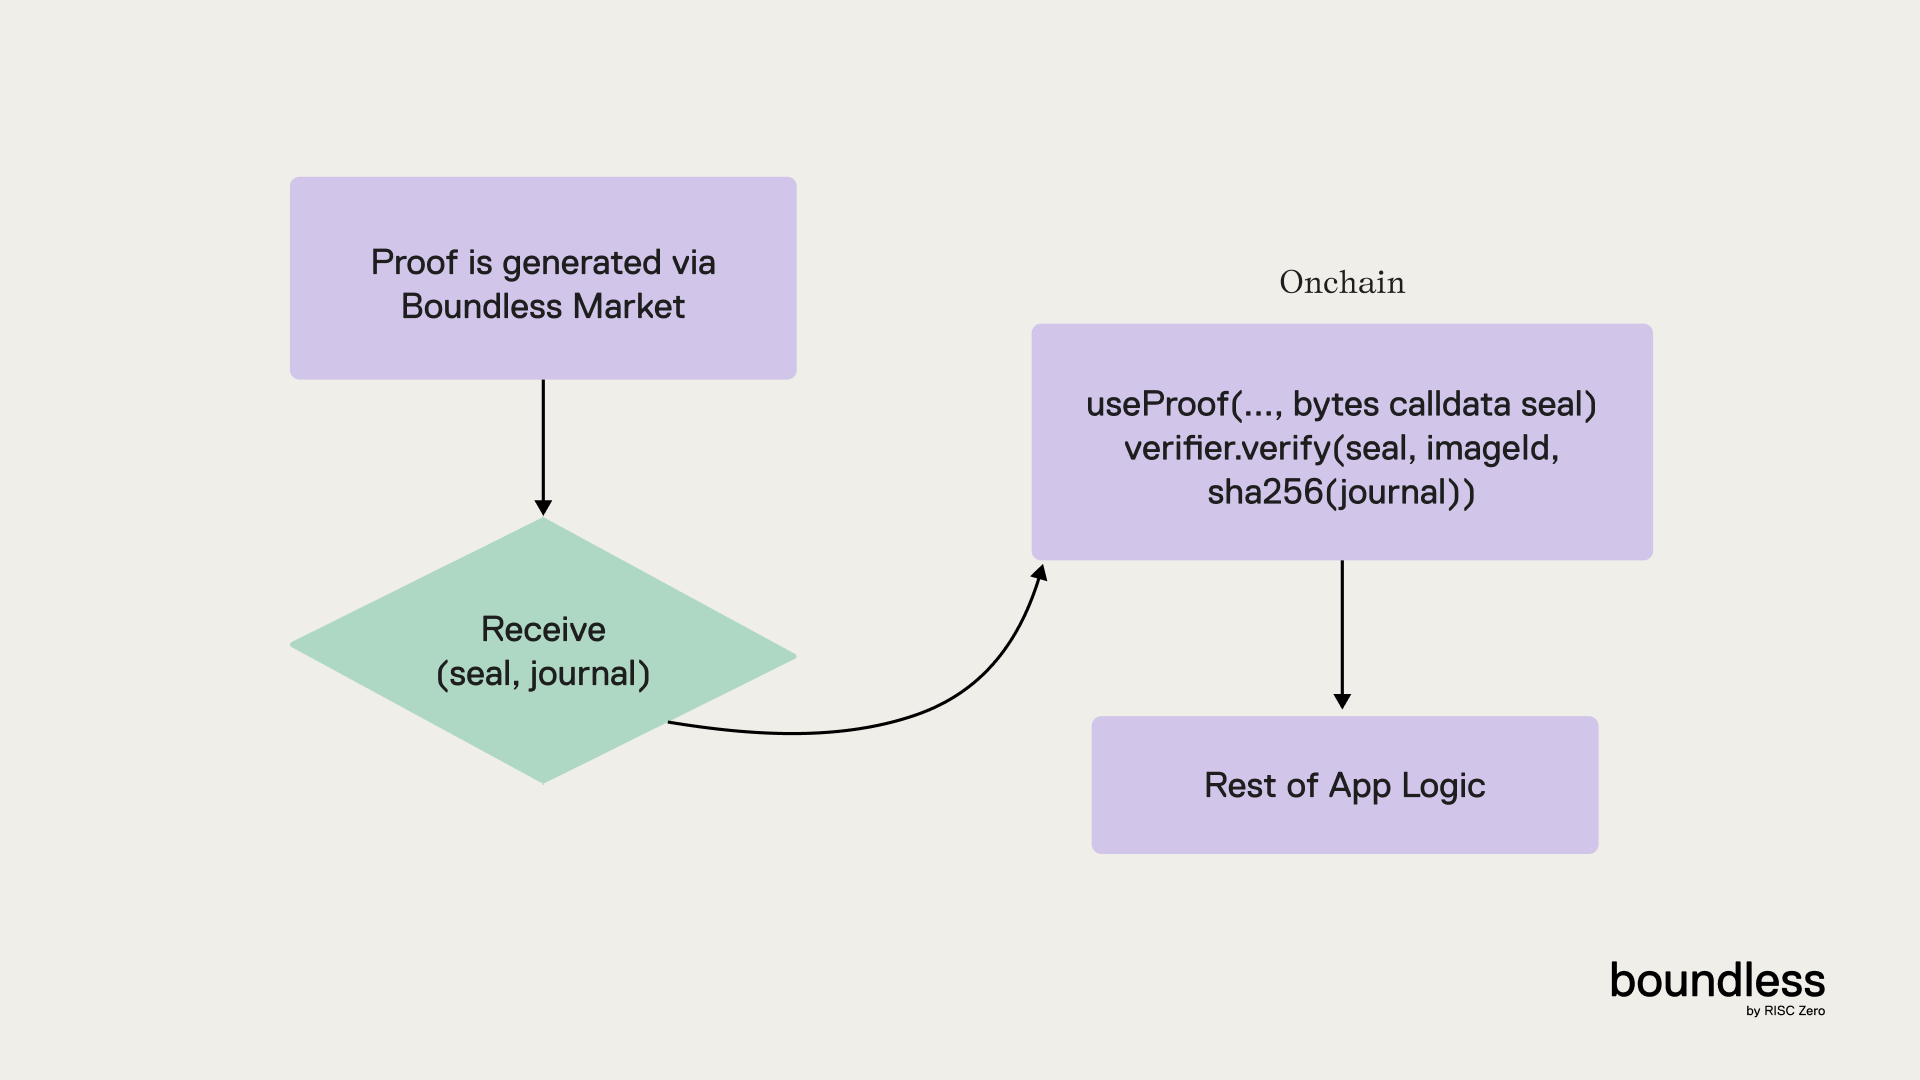 Proof is generated via
Boundless Market
Receive
(seal, journal)
Onchain
useProof(..., bytes calldata seal)
verifier.verify(seal, imageId,
sha256(journal))
Rest of App Logic
boundless
by RISC Zero